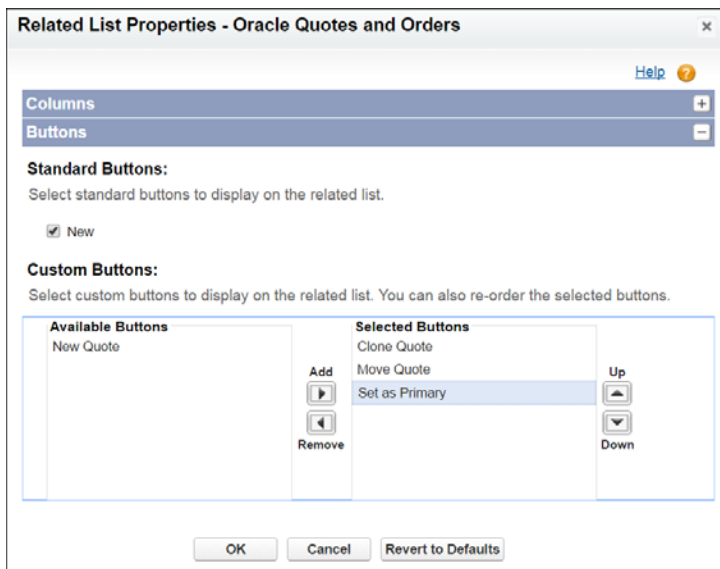 Related List Properties - Oracle Quotes and Orders
Help
Columns
Buttons
Standard Buttons:
Select standard buttons to display on the related list.
New
Custom Buttons:
Select custom buttons to display on the related list. You can also re-order the selected buttons.
Available Buttons
New Quote
Add
Remove
Selected Buttons
Clone Quote
Move Quote
Set as Primary
Up
Down
OK
Cancel
Revert to Defaults